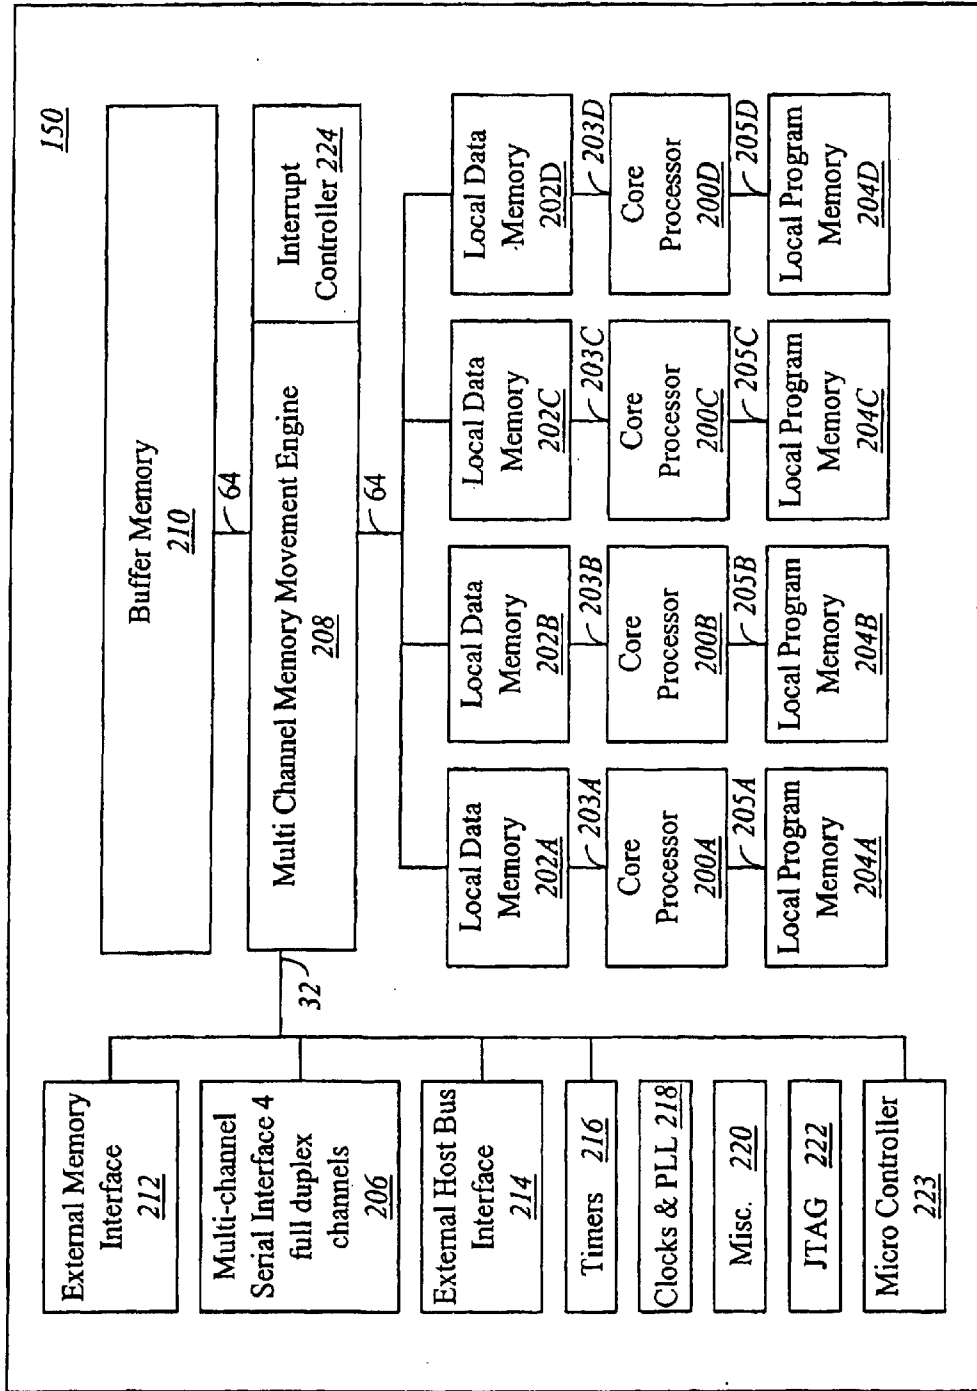 150
External Memory
Interface
212
Multi-channel
Serial Interface 4
full duplex
channels
206
External Host Bus
Interface
214
Timers 216
Clocks & PLL 218
Misc. 220
JTAG 222
Micro Controller
223
32
Buffer Memory
210
64
Multi Channel Memory Movement Engine
208
Interrupt
Controller 224
64
Local Data
Memory
202A
203A
Core
Processor
200A
205A
Local Program
Memory
204A
Local Data
Memory
202B
203B
Core
Processor
200B
205B
Local Program
Memory
204B
Local Data
Memory
202C
203C
Core
Processor
200C
205C
Local Program
Memory
204C
Local Data
Memory
202D
203D
Core
Processor
200D
205D
Local Program
Memory
204D